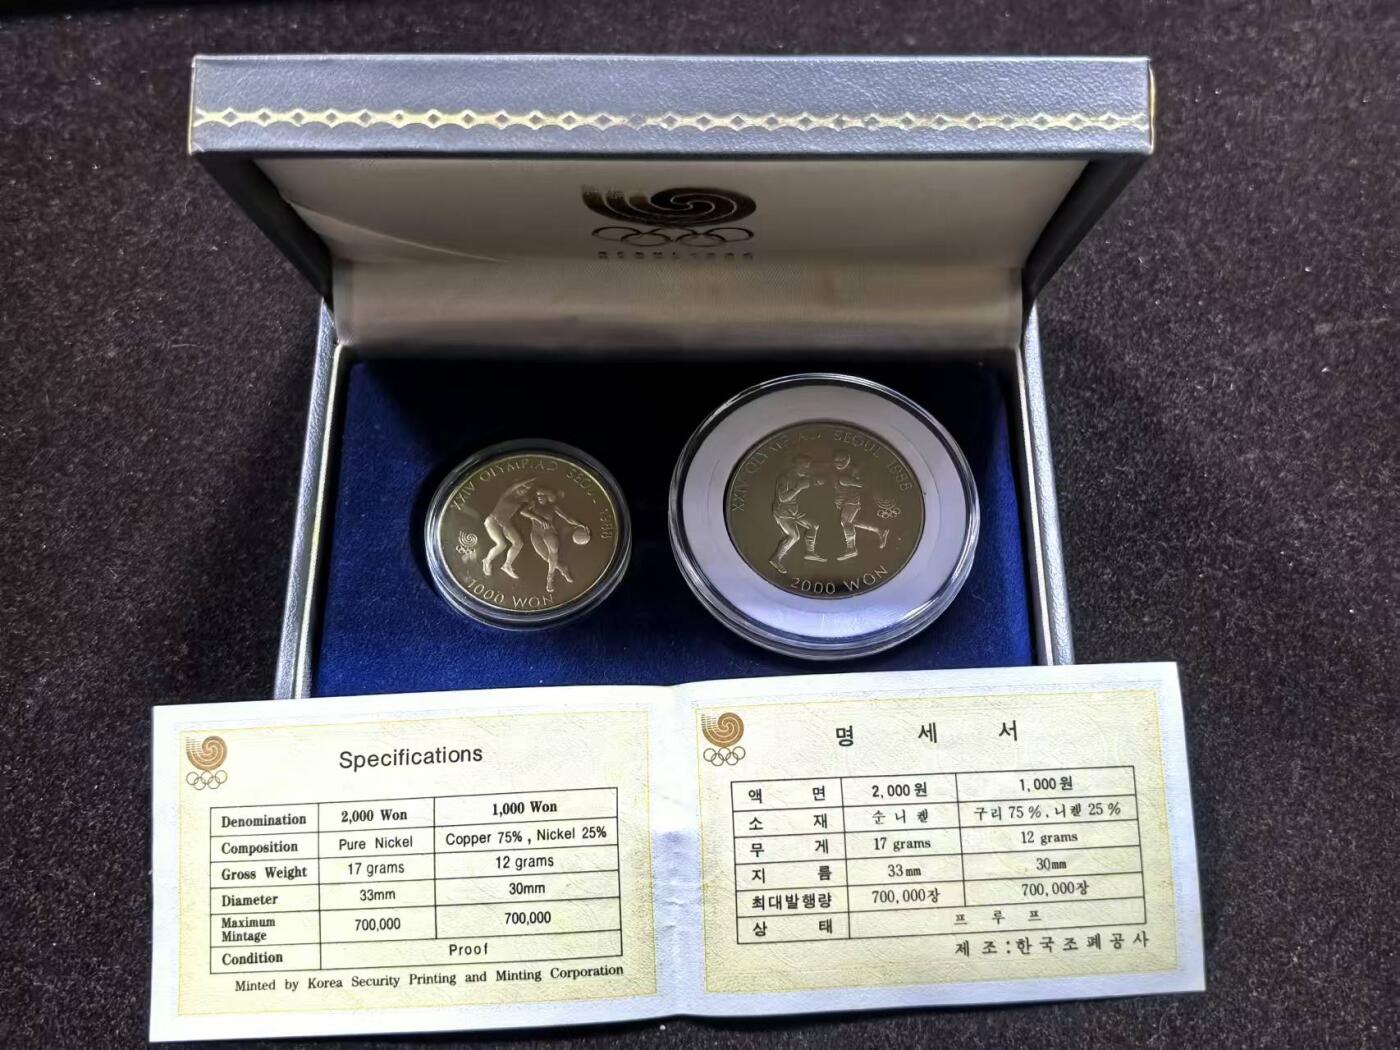 SEOUL 1988
XXIV OLYMPIAD SEOUL 1988
1000 WON
XXIV OLYMPIAD SEOUL 1988
2000 WON
Specifications
Denomination 2,000 Won 1,000 Won
Composition Pure Nickel Copper 75%, Nickel 25%
Gross Weight 17 grams 12 grams
Diameter 33mm 30mm
Maximum Mintage 700,000 700,000
Condition Proof
Minted by Korea Security Printing and Minting Corporation
명 세 서
액 면 2,000원 1,000원
소 재 순 니 켈 구리 75%, 니켈 25%
무 게 17 grams 12 grams
지 름 33mm 30mm
최대발행량 700,000장 700,000장
상 태 프 루 프
제 조 : 한 국 조 폐 공 사